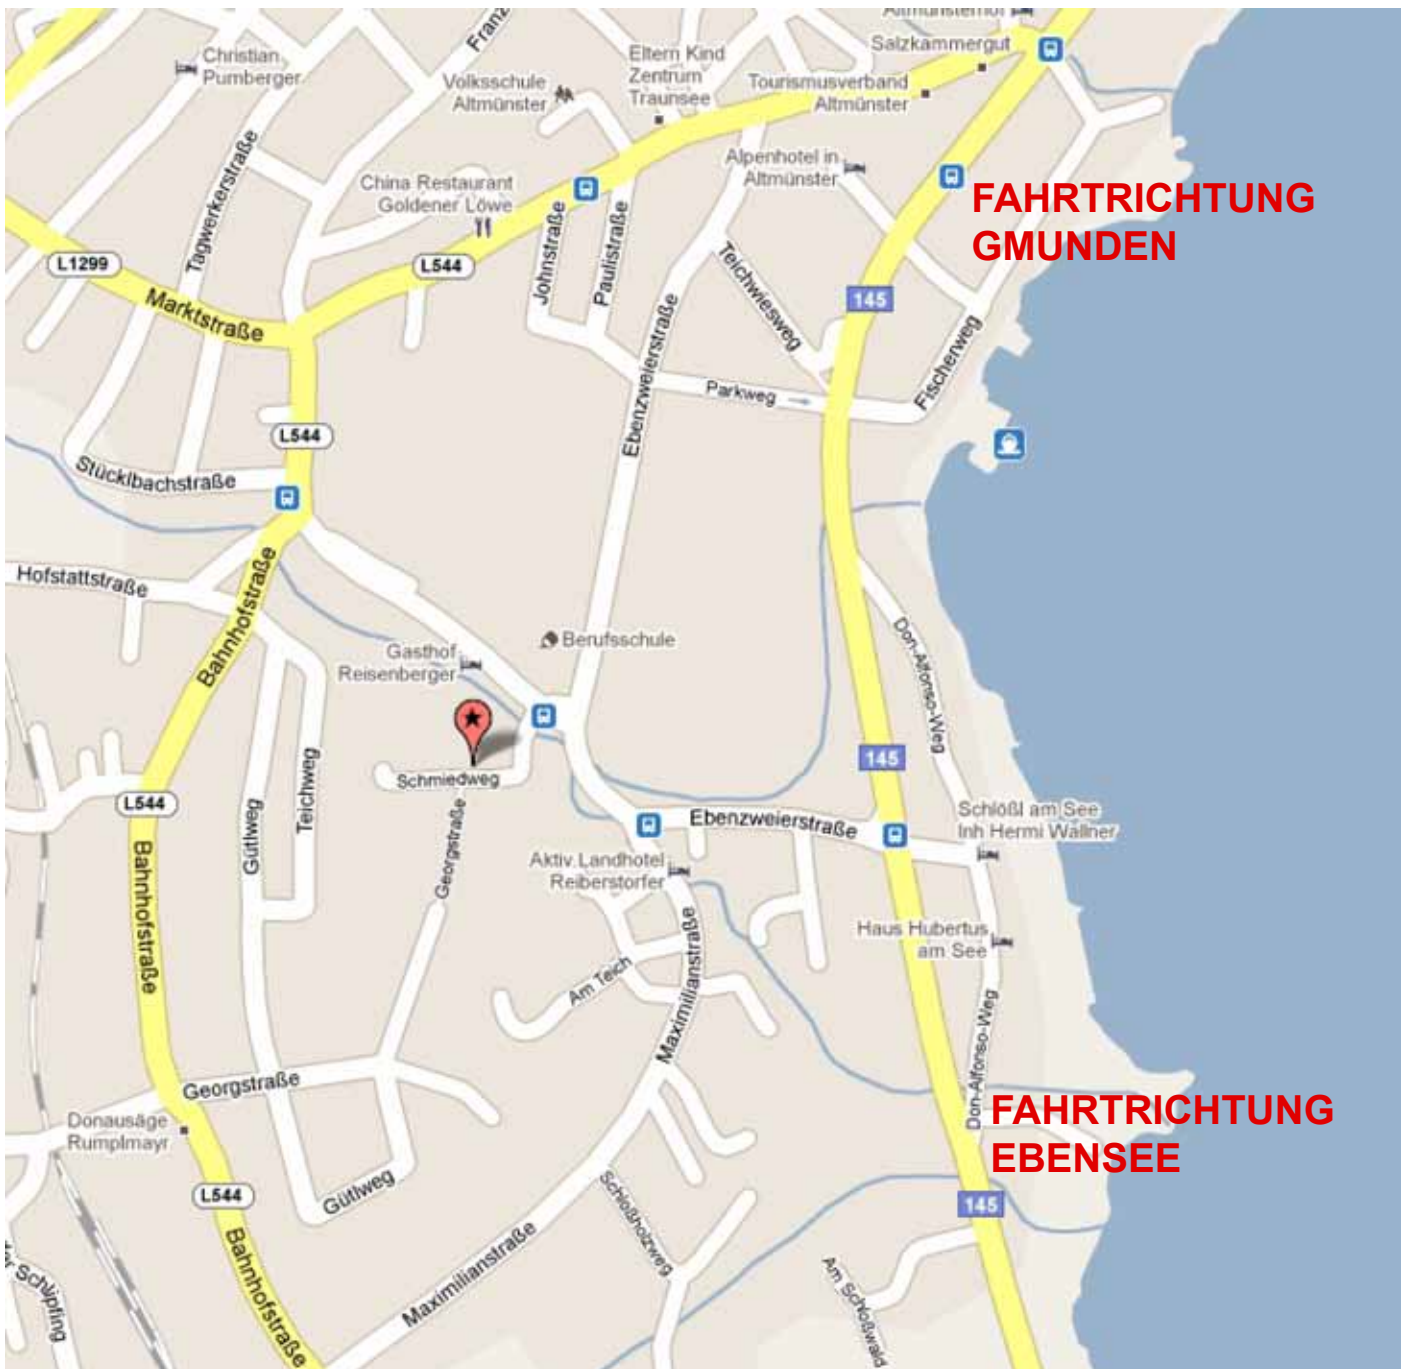 Altmünsterhof
Christian
Pumberger
Franz
Eltern Kind
Zentrum
Traunsee
Salzkammergut
Volksschule
Altmünster
Tourismusverband
Altmünster
Tagwerkerstraße
Alpenhotel in
Altmünster
China Restaurant
Goldener Löwe
FAHRTRICHTUNG
GMUNDEN
L1299
L544
Johnstraße
Paulistraße
Teichwiesweg
145
Marktstraße
Ebenzweierstraße
Fischerweg
Parkweg
L544
Stücklbachstraße
Hofstattstraße
Bahnhofstraße
Berufsschule
Gasthof
Reisenberger
Don-Alfonso-Weg
145
Schmiedweg
L544
Teichweg
Gütlweg
Georgstraße
Ebenzweierstraße
Schlößl am See
Inh Hermi Wallner
Aktiv Landhotel
Reiberstorfer
Bahnhofstraße
Haus Hubertus
am See
Am Teich
Maximilianstraße
Don-Alfonso-Weg
Georgstraße
Donausäge
Rumplmayr
FAHRTRICHTUNG
EBENSEE
L544
Gütlweg
145
Schloßholzweg
Bahnhofstraße
Maximilianstraße
Am Schloßwald
er Schlipfing